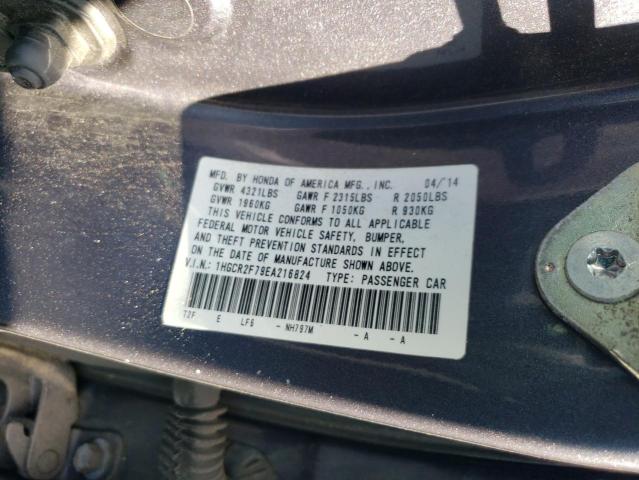 MFD. BY HONDA OF AMERICA MFG., INC. 04/'14
GVWR 4321LBS GAWR F 2315LBS R 2050LBS
GVWR 1960KG GAWR F 1050KG R 930KG
THIS VEHICLE CONFORMS TO ALL APPLICABLE
FEDERAL MOTOR VEHICLE SAFETY, BUMPER,
AND THEFT PREVENTION STANDARDS IN EFFECT
ON THE DATE OF MANUFACTURE SHOWN ABOVE.
V.I.N.: 1HGCR2F79EA216824 TYPE: PASSENGER CAR
T2F E LF6 - NH797M - A - A